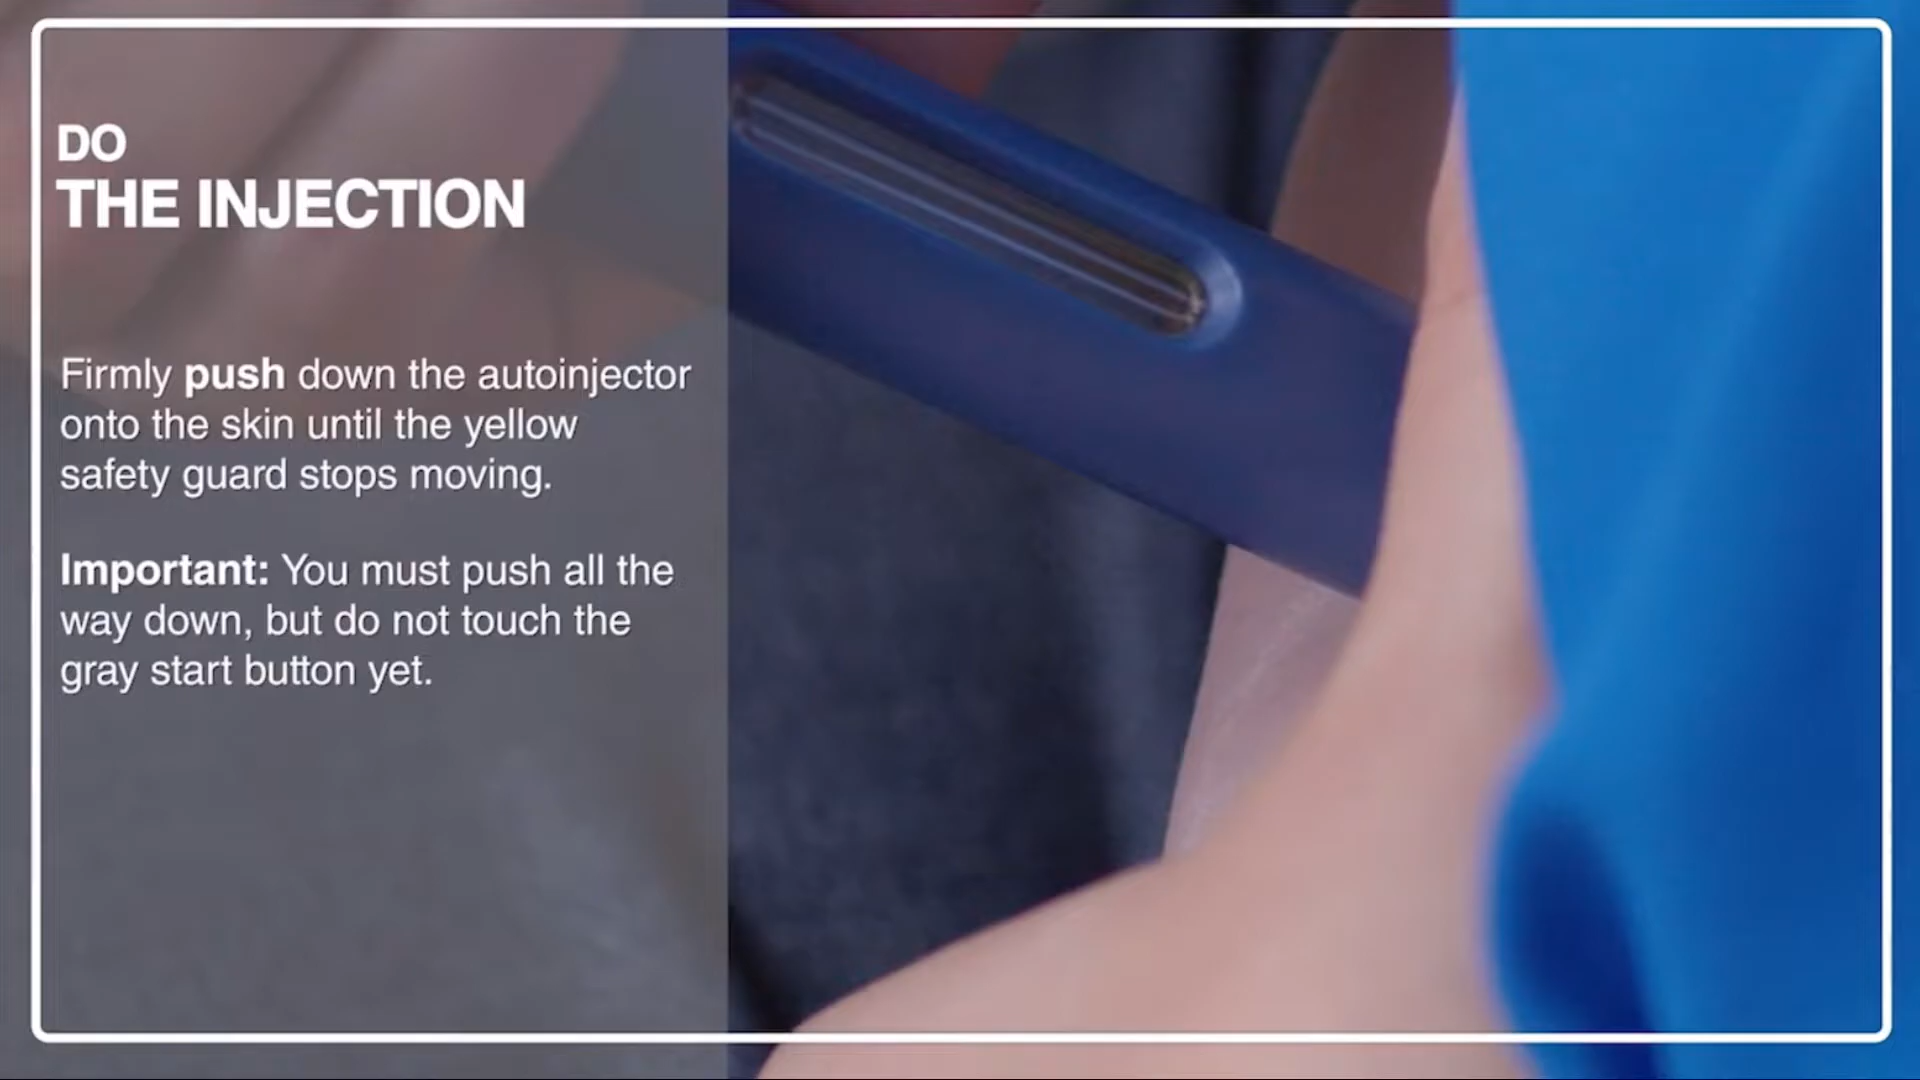 DO
THE INJECTION
Firmly push down the autoinjector
onto the skin until the yellow
safety guard stops moving.
Important: You must push all the
way down, but do not touch the
gray start button yet.